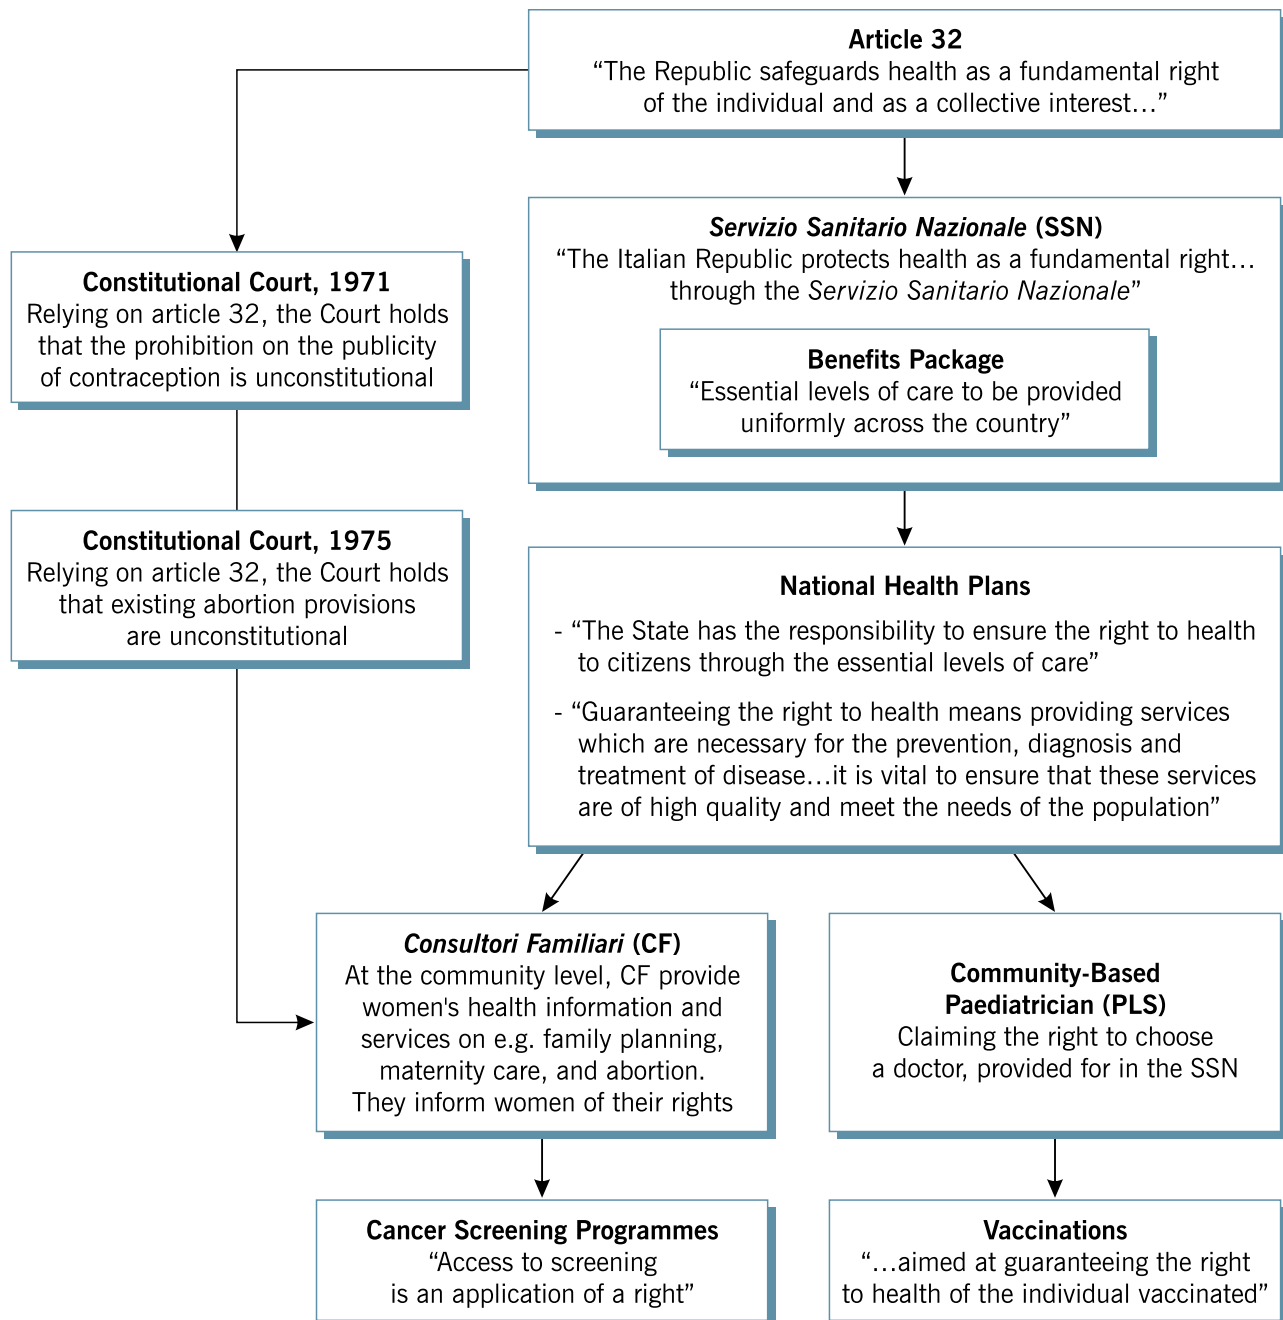 Article 32
“The Republic safeguards health as a fundamental right
of the individual and as a collective interest…”
Servizio Sanitario Nazionale (SSN)
“The Italian Republic protects health as a fundamental right…
through the Servizio Sanitario Nazionale”
Benefits Package
“Essential levels of care to be provided
uniformly across the country”
Constitutional Court, 1971
Relying on article 32, the Court holds
that the prohibition on the publicity
of contraception is unconstitutional
Constitutional Court, 1975
Relying on article 32, the Court holds
that existing abortion provisions
are unconstitutional
National Health Plans
- “The State has the responsibility to ensure the right to health
to citizens through the essential levels of care”
- “Guaranteeing the right to health means providing services
which are necessary for the prevention, diagnosis and
treatment of disease…it is vital to ensure that these services
are of high quality and meet the needs of the population”
Consultori Familiari (CF)
At the community level, CF provide
women's health information and
services on e.g. family planning,
maternity care, and abortion.
They inform women of their rights
Community-Based
Paediatrician (PLS)
Claiming the right to choose
a doctor, provided for in the SSN
Cancer Screening Programmes
“Access to screening
is an application of a right”
Vaccinations
“…aimed at guaranteeing the right
to health of the individual vaccinated”